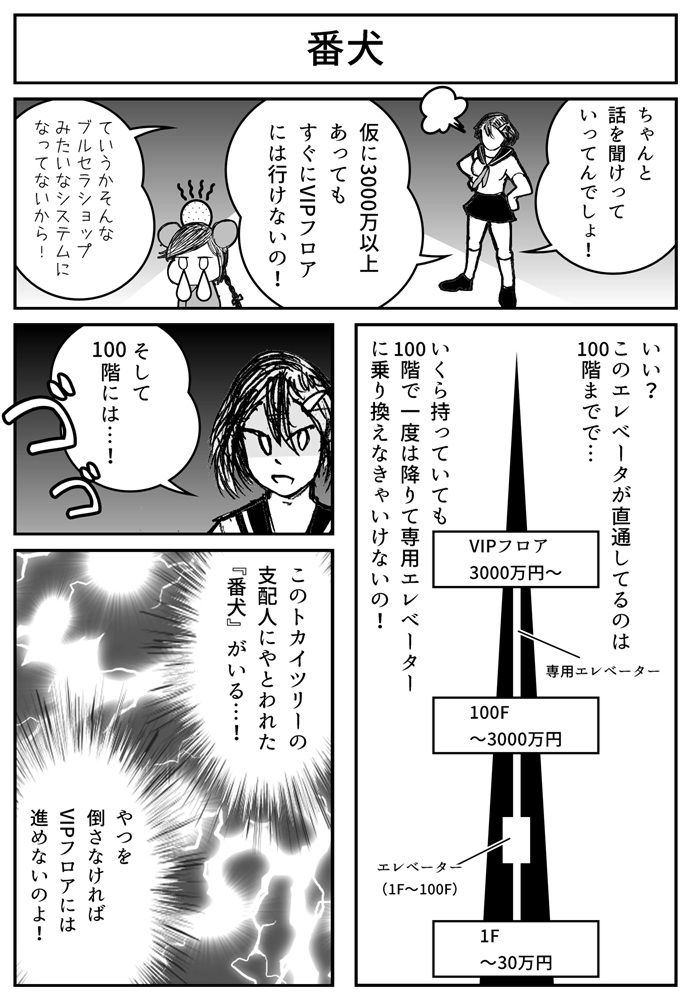 番犬
ちゃんと
話を聞けって
いってんでしょ！
仮に3000万以上
あっても
すぐにVIPフロア
には行けないの！
ていうかそんな
ブルセラショップ
みたいなシステムに
なってないから！
いい？
このエレベータが直通してるのは
100階までで…
いくら持っていても
100階で一度は降りて専用エレベーター
に乗り換えなきゃいけないの！
VIPフロア
3000万円〜
専用エレベーター
100F
〜3000万円
エレベーター
（1F〜100F）
1F
〜30万円
そして
100階には…！
ゴゴ
このトカイツリーの
支配人にやとわれた
『番犬』がいる…！
やつを
倒さなければ
VIPフロアには
進めないのよ！